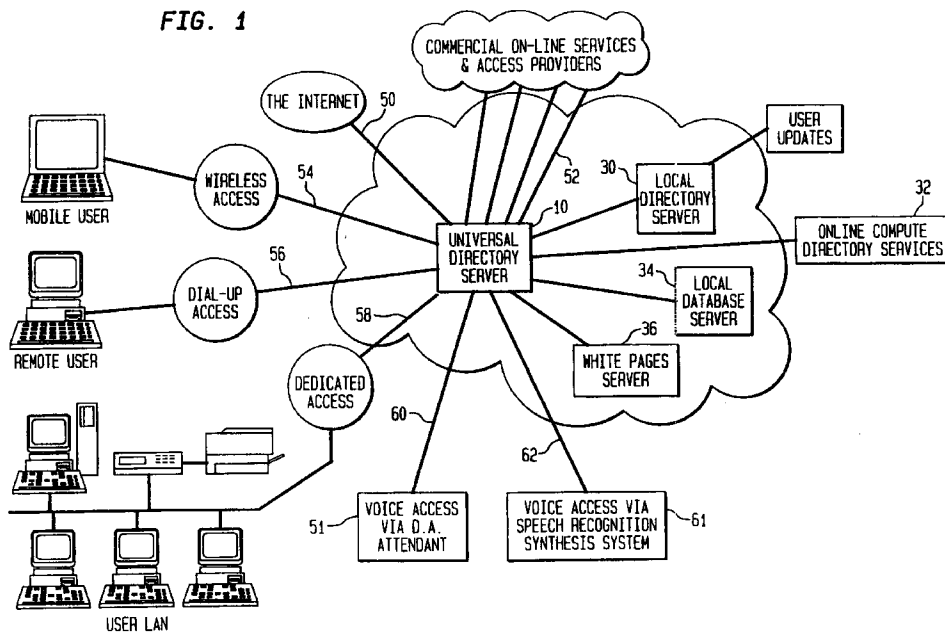 FIG. 1
COMMERCIAL ON-LINE SERVICES
& ACCESS PROVIDERS
THE INTERNET
50
52
USER
UPDATES
MOBILE USER
WIRELESS
ACCESS
54
10
30
LOCAL
DIRECTORY
SERVER
32
UNIVERSAL
DIRECTORY
SERVER
ONLINE COMPUTE
DIRECTORY SERVICES
REMOTE USER
DIAL-UP
ACCESS
56
34
LOCAL
DATABASE
SERVER
58
36
WHITE PAGES
SERVER
DEDICATED
ACCESS
60
62
51
VOICE ACCESS
VIA D.A.
ATTENDANT
VOICE ACCESS VIA
SPEECH RECOGNITION
SYNTHESIS SYSTEM
61
USER LAN